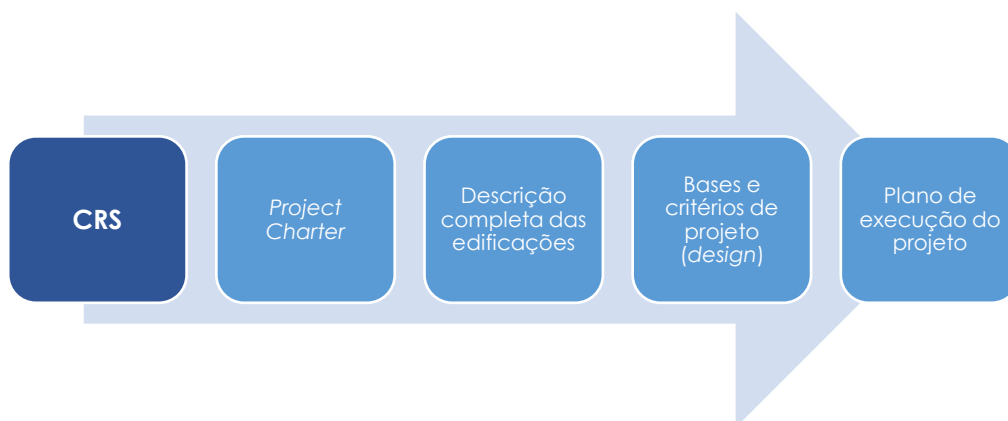 CRS
Project
Charter
Descrição
completa das
edificações
Bases e
critérios de
projeto
(design)
Plano de
execução do
projeto